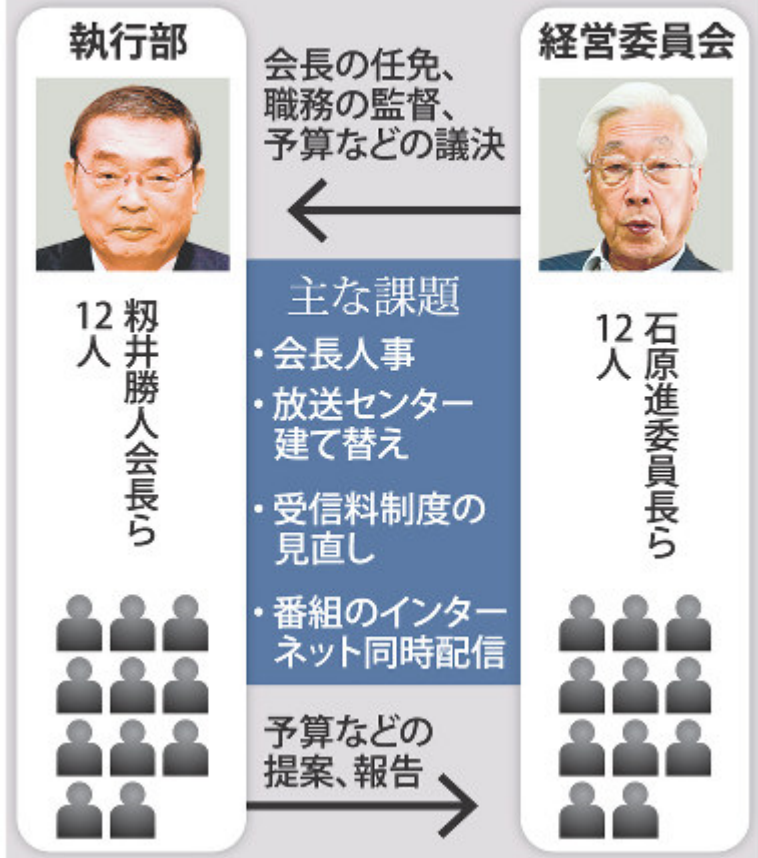 執行部
籾井勝人会長ら
12人
会長の任免、
職務の監督、
予算などの議決
主な課題
・会長人事
・放送センター
建て替え
・受信料制度の
見直し
・番組のインター
ネット同時配信
予算などの
提案、報告
経営委員会
石原進委員長ら
12人